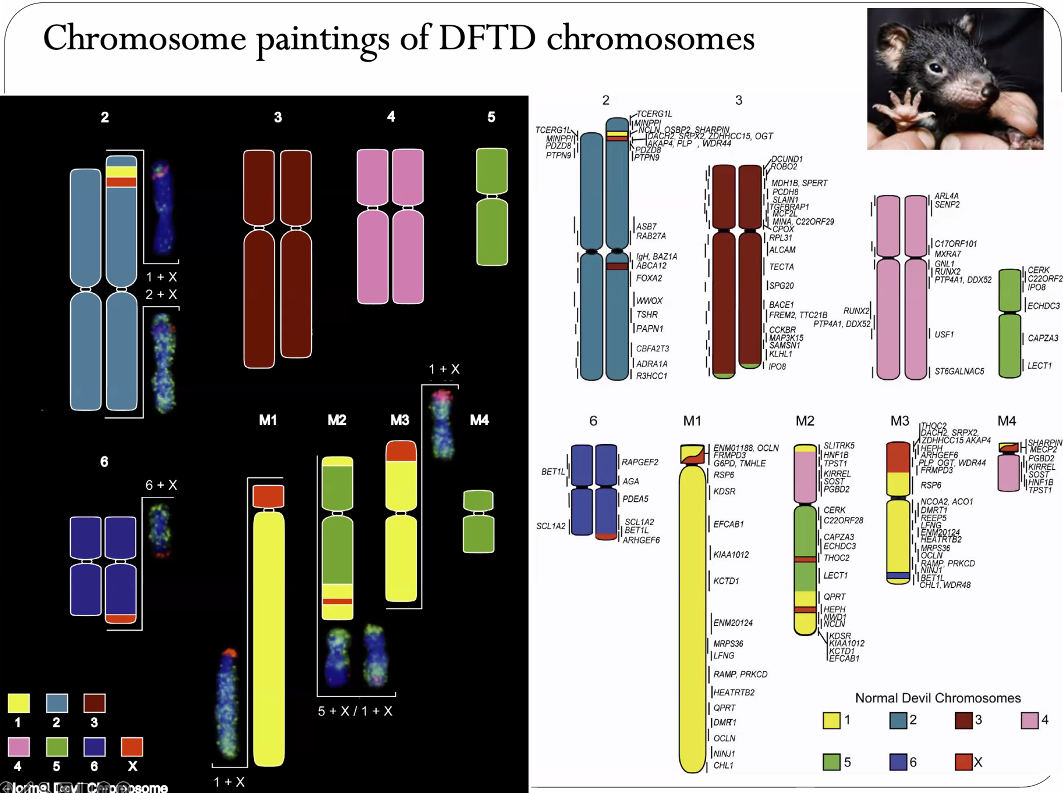 Chromosome paintings of DFTD chromosomes
2
3
4
5
1 + X
2 + X
6
6 + X
M1
M2
M3
1 + X
M4
5 + X / 1 + X
1 + X
1
2
3
4
5
6
X
Normal Devil Chromosome
2
TCERG1L
MINPPI
PDZD8
PTPN9
TCERG1L
MINPPI
NCLN, OSBP2, SHARPIN
DACH2, SRPX2, ZDHHCC15, OGT
AKAP4, PLP , WDR44
PDZD8
PTPN9
ASB7
RAB27A
IgH, BAZ1A
ABCA12
FOXA2
WWOX
TSHR
PAPN1
CBFA2T3
ADRA1A
R3HCC1
3
DCUND1
ROBO2
MDH1B, SPERT
PCDH8
SLAIN1
TGFBRAP1
MCF2L
MINA, C22ORF29
CPOX
RPL31
ALCAM
TECTA
SPG20
BACE1
FREM2, TTC21B
CCKBR
MAP3K15
SAMSN1
KLHL1
IPO8
RUNX2
PTP4A1, DDX52
ARL4A
SENP2
C17ORF101
MXRA7
GNL1
RUNX2
PTP4A1, DDX52
USF1
ST6GALNAC5
CERK
C22ORF2
IPO8
ECHDC3
CAPZA3
LECT1
6
BET1L
SCL1A2
RAPGEF2
AGA
PDEA5
SCL1A2
BET1L
ARHGEF6
M1
ENM01188, OCLN
FRMPD3
G6PD, TMHLE
RSP6
KDSR
EFCAB1
KIAA1012
KCTD1
ENM20124
MRPS36
LFNG
RAMP, PRKCD
HEATRTB2
QPRT
DMRT1
OCLN
NINJ1
CHL1
M2
SLITRK5
HNF1B
TPST1
KIRREL
SOST
PGBD2
CERK
C22ORF28
CAPZA3
ECHDC3
THOC2
LECT1
QPRT
HEPH
NWD1
NCLN
KDSR
KIAA1012
KCTD1
EFCAB1
M3
THOC2
DACH2, SRPX2,
ZDHHCC15 AKAP4
HEPH
ARHGEF6
PLP OGT, WDR44
FRMPD3
RSP6
NCOA2, ACO1
DMRT1
REEP5
LFNG
ENM20124
HEATRTB2
MRPS36
OCLN
RAMP, PRKCD
NINJ1
BET1L
CHL1, WDR48
M4
SHARPIN
MECP2
PGBD2
KIRREL
SOST
HNF1B
TPST1
Normal Devil Chromosomes
1
2
3
4
5
6
X